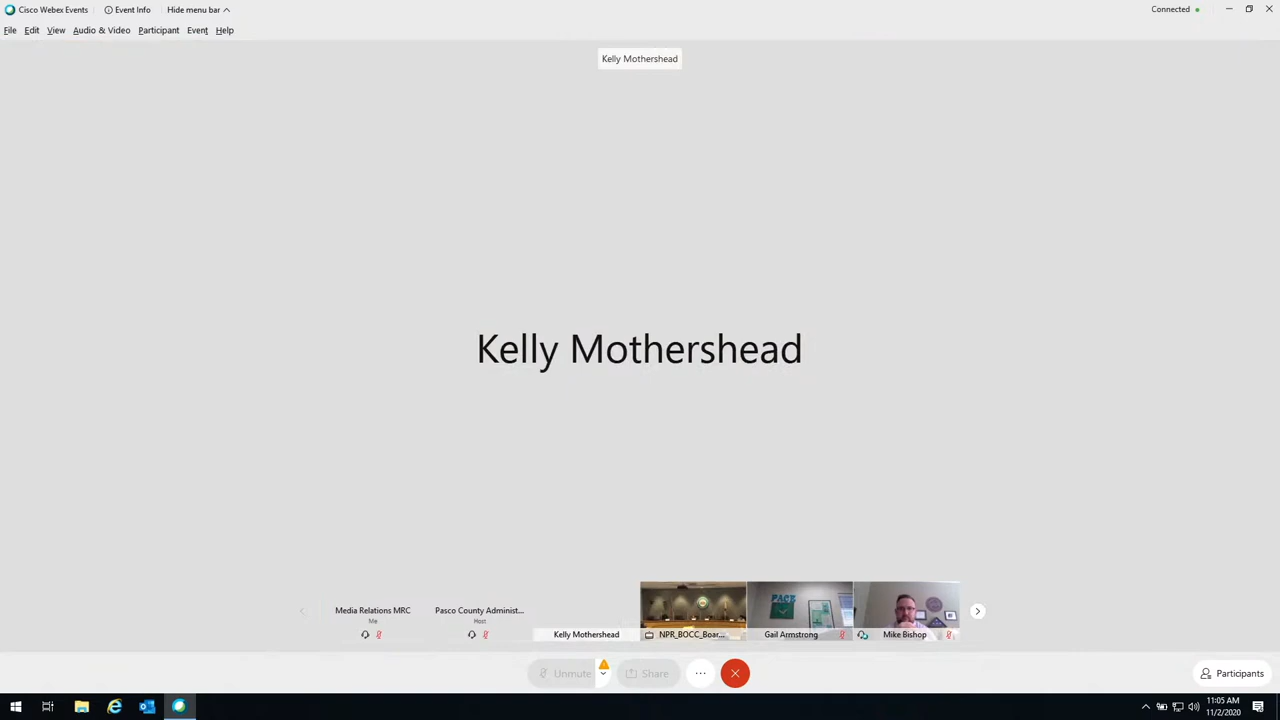 Cisco Webex Events
Event Info
Hide menu bar
Connected
File Edit View Audio & Video Participant Event Help
Kelly Mothershead
Kelly Mothershead
Media Relations MRC
Me
Pasco County Administ...
Host
Kelly Mothershead
NPR_BOCC_Boar...
PACE
Gail Armstrong
Mike Bishop
Unmute
Share
Participants
11:05 AM
11/2/2020